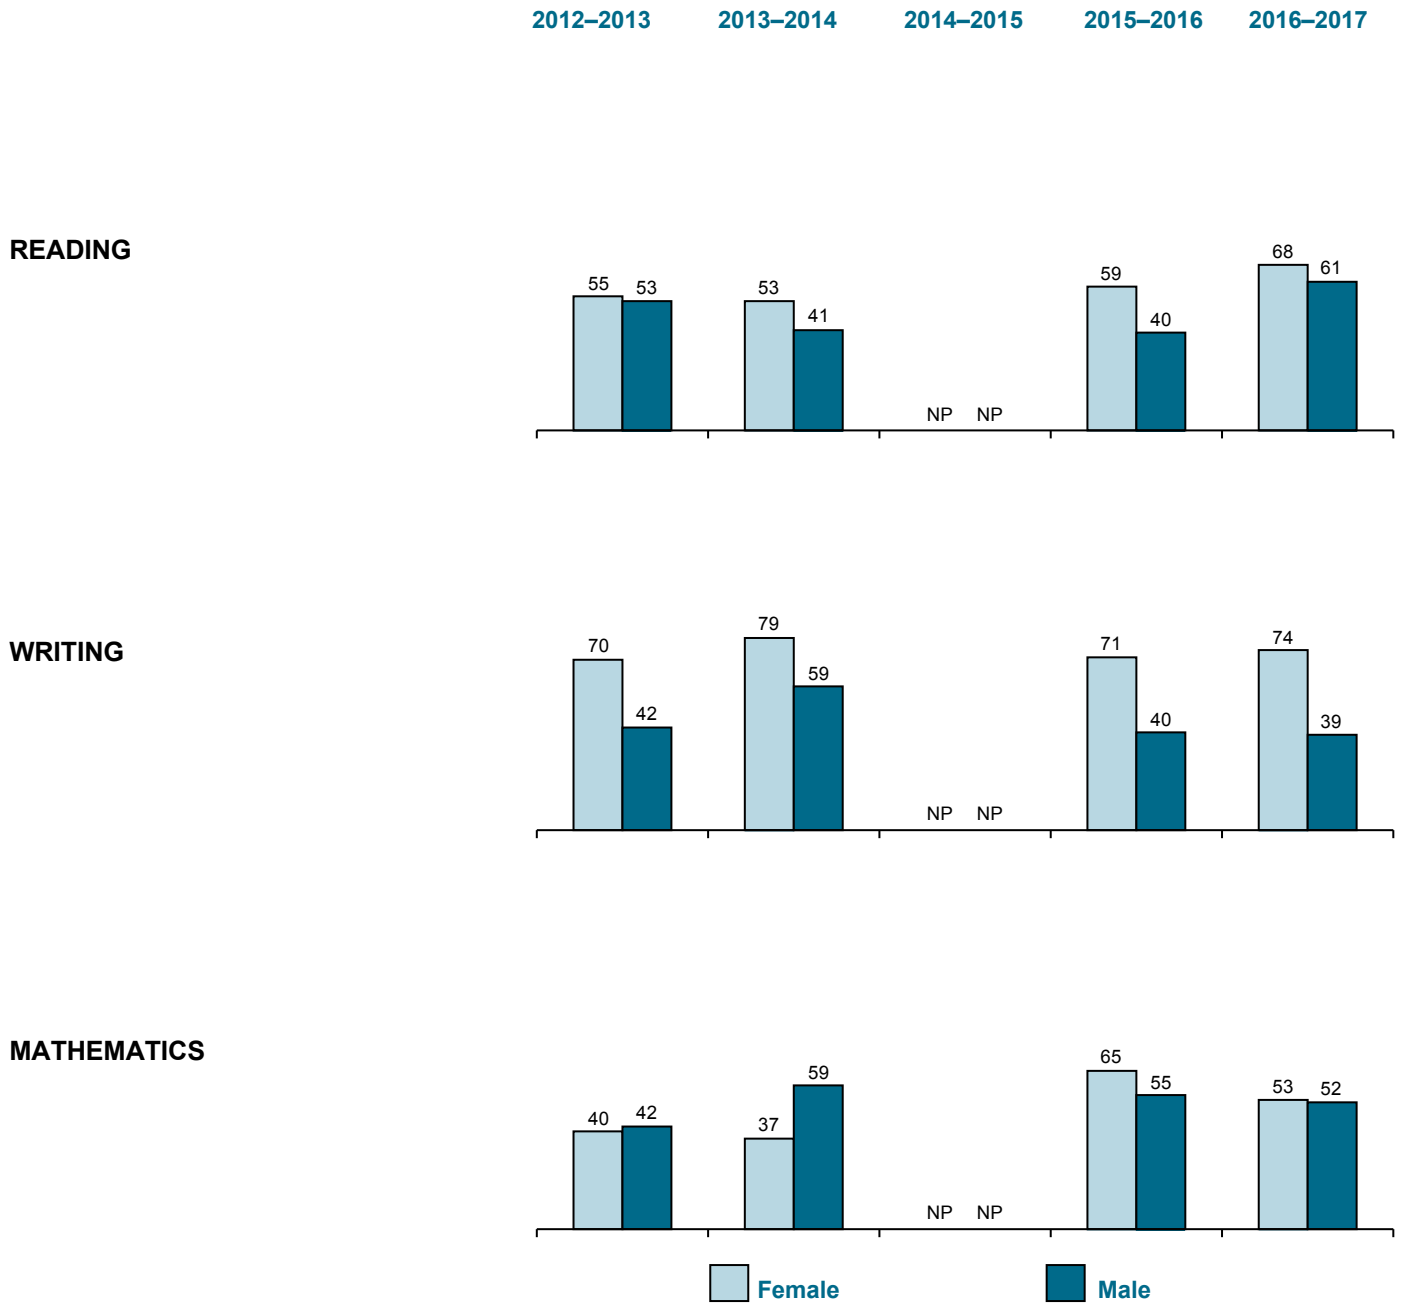 2012–2013 2013–2014 2014–2015 2015–2016 2016–2017
READING
55 53 53 41 NP NP 59 40 68 61
WRITING
70 42 79 59 NP NP 71 40 74 39
MATHEMATICS
40 42 37 59 NP NP 65 55 53 52
Female Male